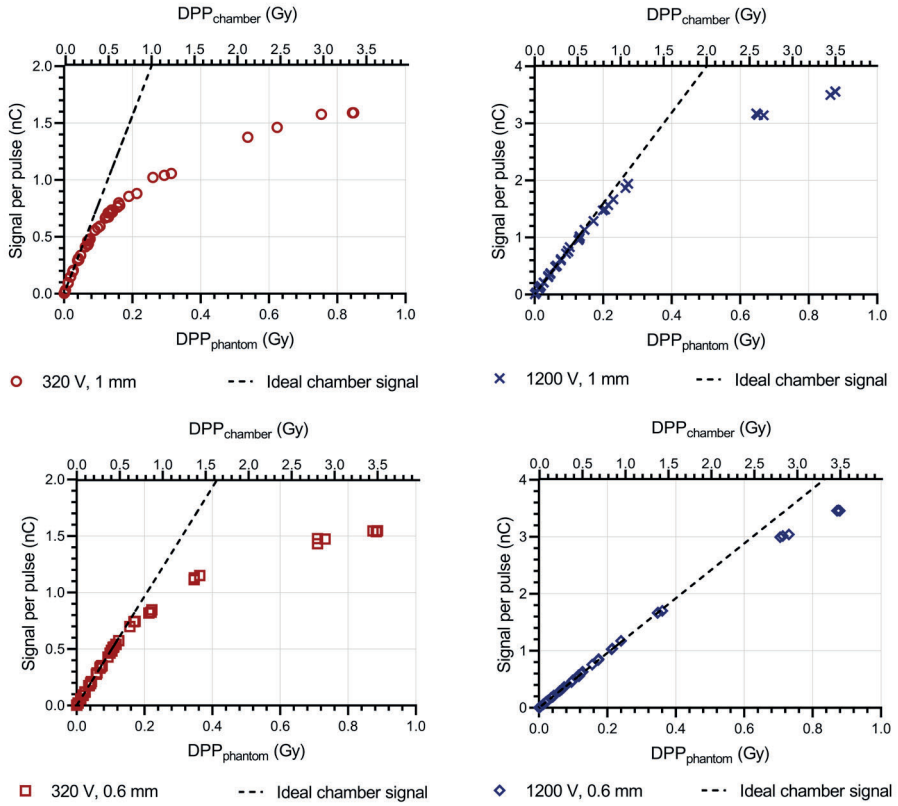 DPPchamber (Gy)
0.0 0.5 1.0 1.5 2.0 2.5 3.0 3.5
2.0
1.5
1.0
0.5
0.0
Signal per pulse (nC)
0.0 0.2 0.4 0.6 0.8 1.0
DPPphantom (Gy)
320 V, 1 mm Ideal chamber signal
DPPchamber (Gy)
0.0 0.5 1.0 1.5 2.0 2.5 3.0 3.5
4
3
2
1
0
Signal per pulse (nC)
0.0 0.2 0.4 0.6 0.8 1.0
DPPphantom (Gy)
1200 V, 1 mm Ideal chamber signal
DPPchamber (Gy)
0.0 0.5 1.0 1.5 2.0 2.5 3.0 3.5
2.0
1.5
1.0
0.5
0.0
Signal per pulse (nC)
0.0 0.2 0.4 0.6 0.8 1.0
DPPphantom (Gy)
320 V, 0.6 mm Ideal chamber signal
DPPchamber (Gy)
0.0 0.5 1.0 1.5 2.0 2.5 3.0 3.5
4
3
2
1
0
Signal per pulse (nC)
0.0 0.2 0.4 0.6 0.8 1.0
DPPphantom (Gy)
1200 V, 0.6 mm Ideal chamber signal